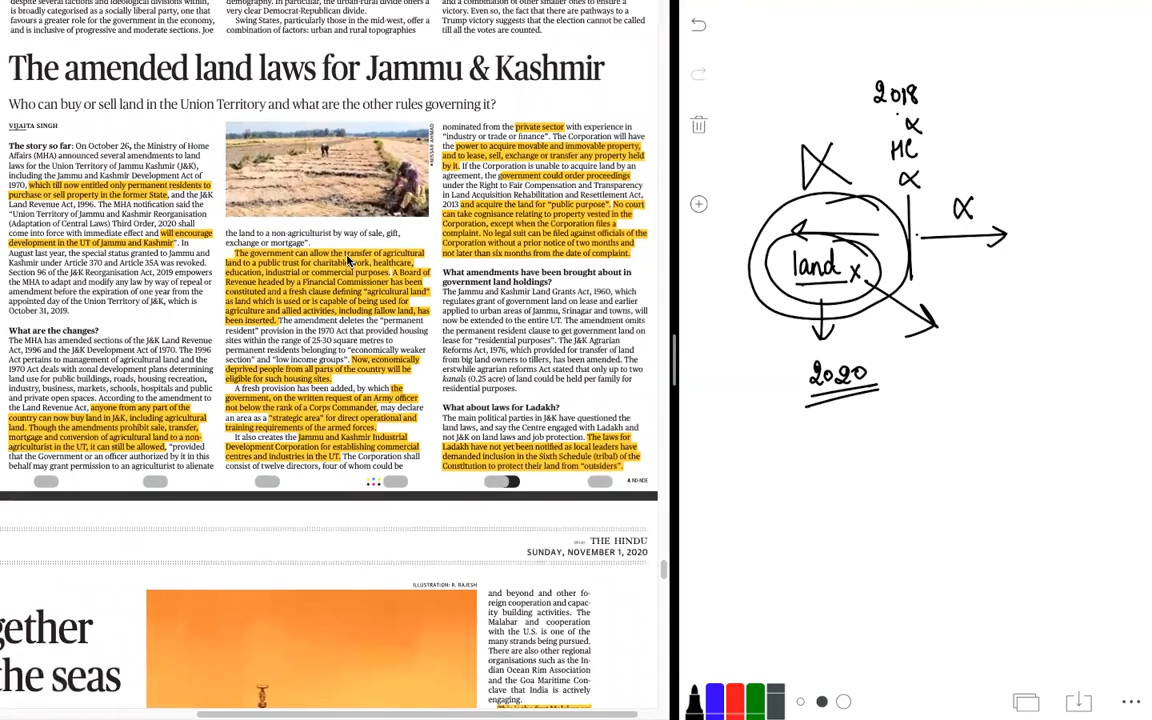 despite several factions and ideological divisions within,
is broadly categorised as a socially liberal party, one that
favours a greater role for the government in the economy,
and is inclusive of progressive and moderate sections. Joe
demography. In particular, the urban-rural divide offers a
very clear Democrat-Republican divide.
Swing States, particularly those in the mid-west, offer a
combination of factors: urban and rural topographies
and a combination of other smaller ones to ensure a
victory. Even so, the fact that there are pathways to a
Trump victory suggests that the election cannot be called
till all the votes are counted.
The amended land laws for Jammu & Kashmir
Who can buy or sell land in the Union Territory and what are the other rules governing it?
VIJAITA SINGH
The story so far: On October 26, the Ministry of Home
Affairs (MHA) announced several amendments to land
laws for the Union Territory of Jammu Kashmir (J&K),
including the Jammu and Kashmir Development Act of
1970, which till now entitled only permanent residents to
purchase or sell property in the former State, and the J&K
Land Revenue Act, 1996. The MHA notification said the
"Union Territory of Jammu and Kashmir Reorganisation
(Adaptation of Central Laws) Third Order, 2020 shall
come into force with immediate effect and will encourage
development in the UT of Jammu and Kashmir". In
August last year, the special status granted to Jammu and
Kashmir under Article 370 and Article 35A was revoked.
Section 96 of the J&K Reorganisation Act, 2019 empowers
the MHA to adapt and modify any law by way of repeal or
amendment before the expiration of one year from the
appointed day of the Union Territory of J&K, which is
October 31, 2019.
What are the changes?
The MHA has amended sections of the J&K Land Revenue
Act, 1996 and the J&K Development Act of 1970. The 1996
Act pertains to management of agricultural land and the
1970 Act deals with zonal development plans determining
land use for public buildings, roads, housing recreation,
industry, business, markets, schools, hospitals and public
and private open spaces. According to the amendment to
the Land Revenue Act, anyone from any part of the
country can now buy land in J&K, including agricultural
land. Though the amendments prohibit sale, transfer,
mortgage and conversion of agricultural land to a non-
agriculturist in the UT, it can still be allowed, "provided
that the Government or an officer authorized by it in this
behalf may grant permission to an agriculturist to alienate
NISSAR AHMAD
the land to a non-agriculturist by way of sale, gift,
exchange or mortgage".
The government can allow the transfer of agricultural
land to a public trust for charitable work, healthcare,
education, industrial or commercial purposes. A Board of
Revenue headed by a Financial Commissioner has been
constituted and a fresh clause defining "agricultural land"
as land which is used or is capable of being used for
agriculture and allied activities, including fallow land, has
been inserted. The amendment deletes the "permanent
resident" provision in the 1970 Act that provided housing
sites within the range of 25-30 square metres to
permanent residents belonging to "economically weaker
section" and "low income groups". Now, economically
deprived people from all parts of the country will be
eligible for such housing sites.
A fresh provision has been added, by which the
government, on the written request of an Army officer
not below the rank of a Corps Commander, may declare
an area as a "strategic area" for direct operational and
training requirements of the armed forces.
It also creates the Jammu and Kashmir Industrial
Development Corporation for establishing commercial
centres and industries in the UT. The Corporation shall
consist of twelve directors, four of whom could be
nominated from the private sector with experience in
"industry or trade or finance". The Corporation will have
the power to acquire movable and immovable property,
and to lease, sell, exchange or transfer any property held
by it. If the Corporation is unable to acquire land by an
agreement, the government could order proceedings
under the Right to Fair Compensation and Transparency
in Land Acquisition Rehabilitation and Resettlement Act,
2013 and acquire the land for "public purpose". No court
can take cognisance relating to property vested in the
Corporation, except when the Corporation files a
complaint. No legal suit can be filed against officials of the
Corporation without a prior notice of two months and
not later than six months from the date of complaint.
What amendments have been brought about in
government land holdings?
The Jammu and Kashmir Land Grants Act, 1960, which
regulates grant of government land on lease and earlier
applied to urban areas of Jammu, Srinagar and towns, will
now be extended to the entire UT. The amendment omits
the permanent resident clause to get government land on
lease for "residential purposes". The J&K Agrarian
Reforms Act, 1976, which provided for transfer of land
from big land owners to tillers, has been amended. The
erstwhile agrarian reforms Act stated that only up to two
kanals (0.25 acre) of land could be held per family for
residential purposes.
What about laws for Ladakh?
The main political parties in J&K have questioned the
land laws, and say the Centre engaged with Ladakh and
not J&K on land laws and job protection. The laws for
Ladakh have not yet been notified as local leaders have
demanded inclusion in the Sixth Schedule (tribal) of the
Constitution to protect their land from "outsiders".
A ND-NDE
THE HINDU
SUNDAY, NOVEMBER 1, 2020
ILLUSTRATION: R. RAJESH
gether
the seas
and beyond and other fo-
reign cooperation and capac-
ity building activities. The
Malabar and cooperation
with the U.S. is one of the
many strands being pursued.
There are also other regional
organisations such as the In-
dian Ocean Rim Association
and the Goa Maritime Con-
clave that India is actively
engaging.
2018
α
MC
α
α
land x
2020